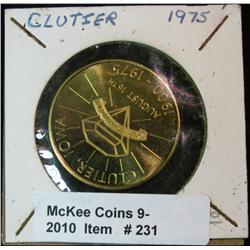 CLUTIER 1975
AUGUST 16TH
1900 - 1975
CLUTIER, IOWA
McKee Coins 9-
2010 Item # 231